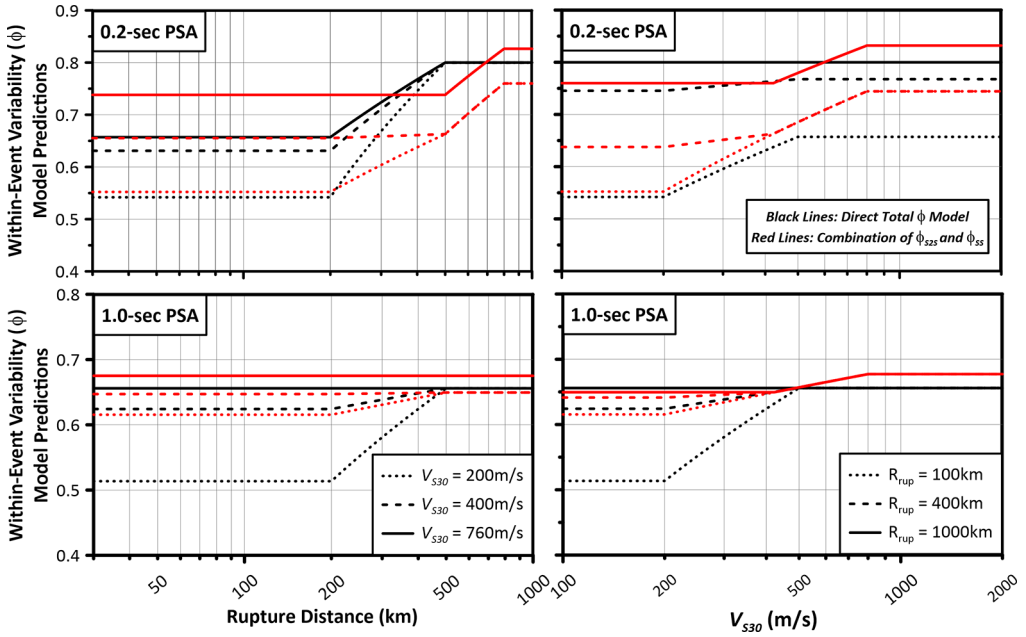 0.9
0.8
0.7
0.6
0.5
0.4
Within-Event Variability (ϕ)
Model Predictions
0.2-sec PSA
0.2-sec PSA
Black Lines: Direct Total ϕ Model
Red Lines: Combination of ϕS2S and ϕSS
0.8
0.7
0.6
0.5
0.4
Within-Event Variability (ϕ)
Model Predictions
1.0-sec PSA
VS30 = 200m/s
VS30 = 400m/s
VS30 = 760m/s
1.0-sec PSA
Rrup = 100km
Rrup = 400km
Rrup = 1000km
50
100
200
500
1000
Rupture Distance (km)
100
200
500
1000
2000
VS30 (m/s)